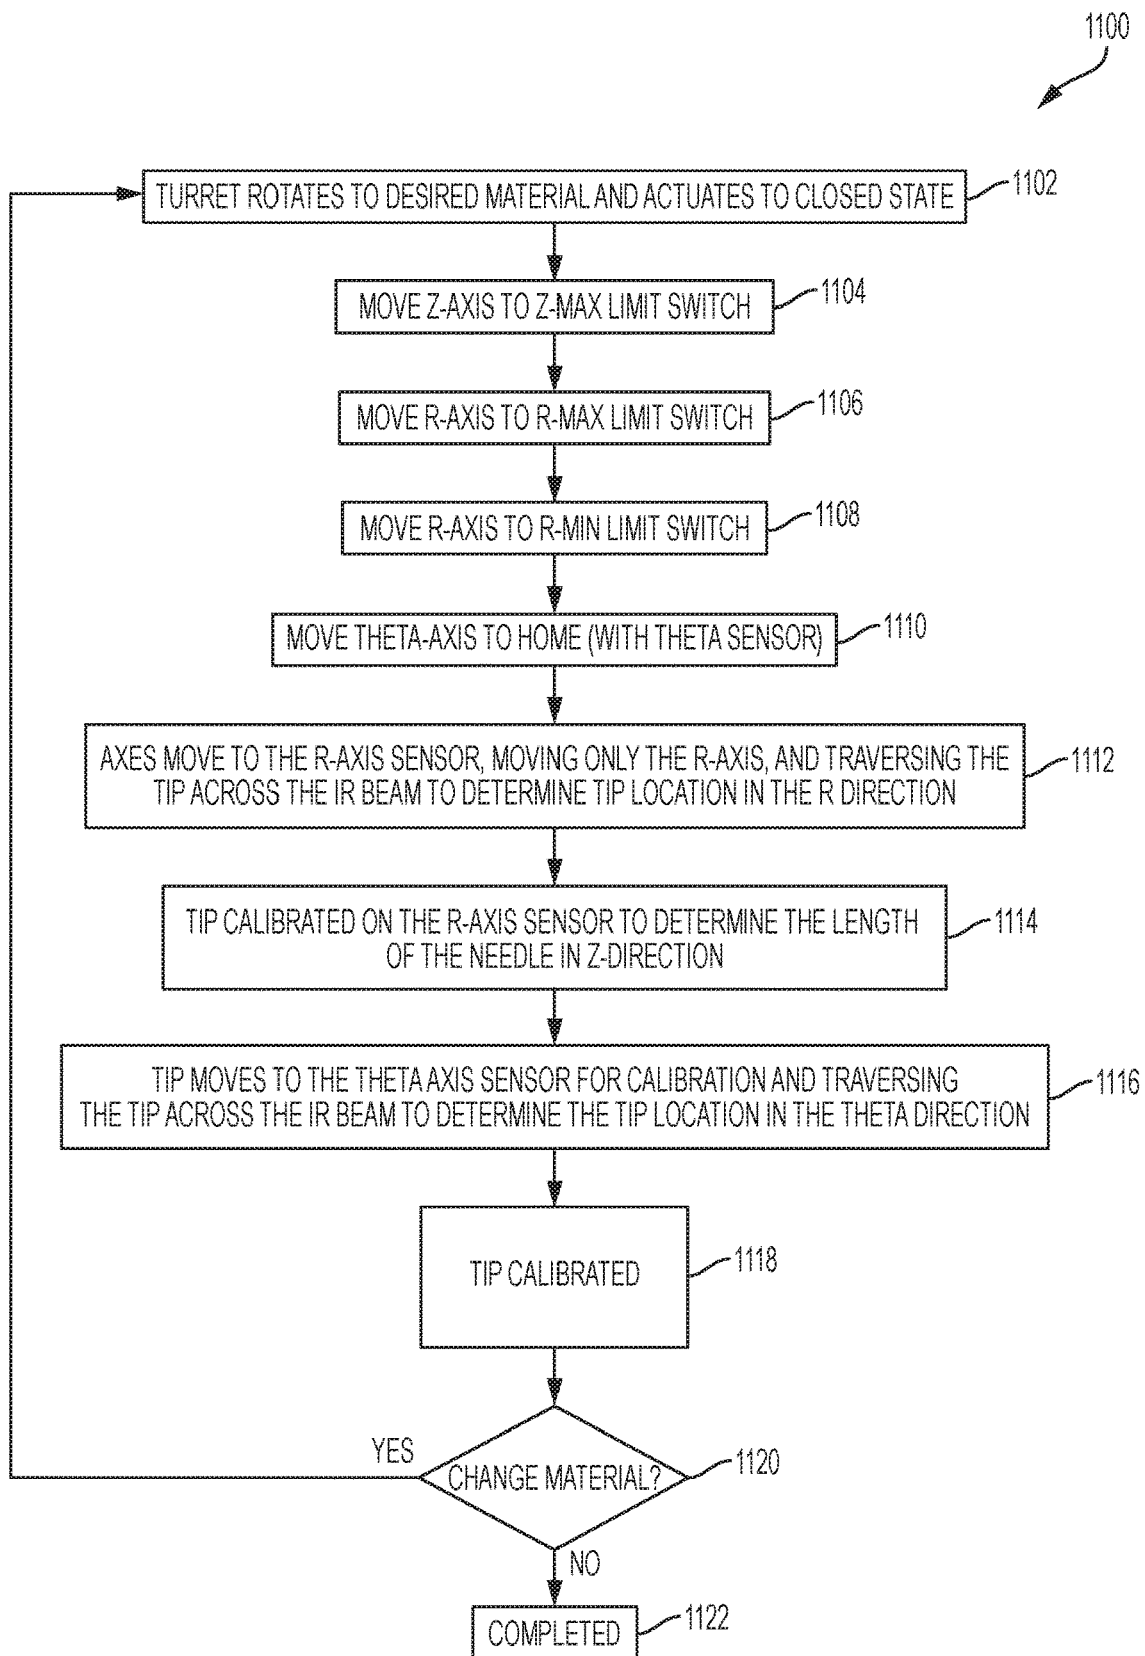 1100
TURRET ROTATES TO DESIRED MATERIAL AND ACTUATES TO CLOSED STATE
1102
MOVE Z-AXIS TO Z-MAX LIMIT SWITCH
1104
MOVE R-AXIS TO R-MAX LIMIT SWITCH
1106
MOVE R-AXIS TO R-MIN LIMIT SWITCH
1108
MOVE THETA-AXIS TO HOME (WITH THETA SENSOR)
1110
AXES MOVE TO THE R-AXIS SENSOR, MOVING ONLY THE R-AXIS, AND TRAVERSING THE
TIP ACROSS THE IR BEAM TO DETERMINE TIP LOCATION IN THE R DIRECTION
1112
TIP CALIBRATED ON THE R-AXIS SENSOR TO DETERMINE THE LENGTH
OF THE NEEDLE IN Z-DIRECTION
1114
TIP MOVES TO THE THETA AXIS SENSOR FOR CALIBRATION AND TRAVERSING
THE TIP ACROSS THE IR BEAM TO DETERMINE THE TIP LOCATION IN THE THETA DIRECTION
1116
TIP CALIBRATED
1118
YES
CHANGE MATERIAL?
1120
NO
COMPLETED
1122